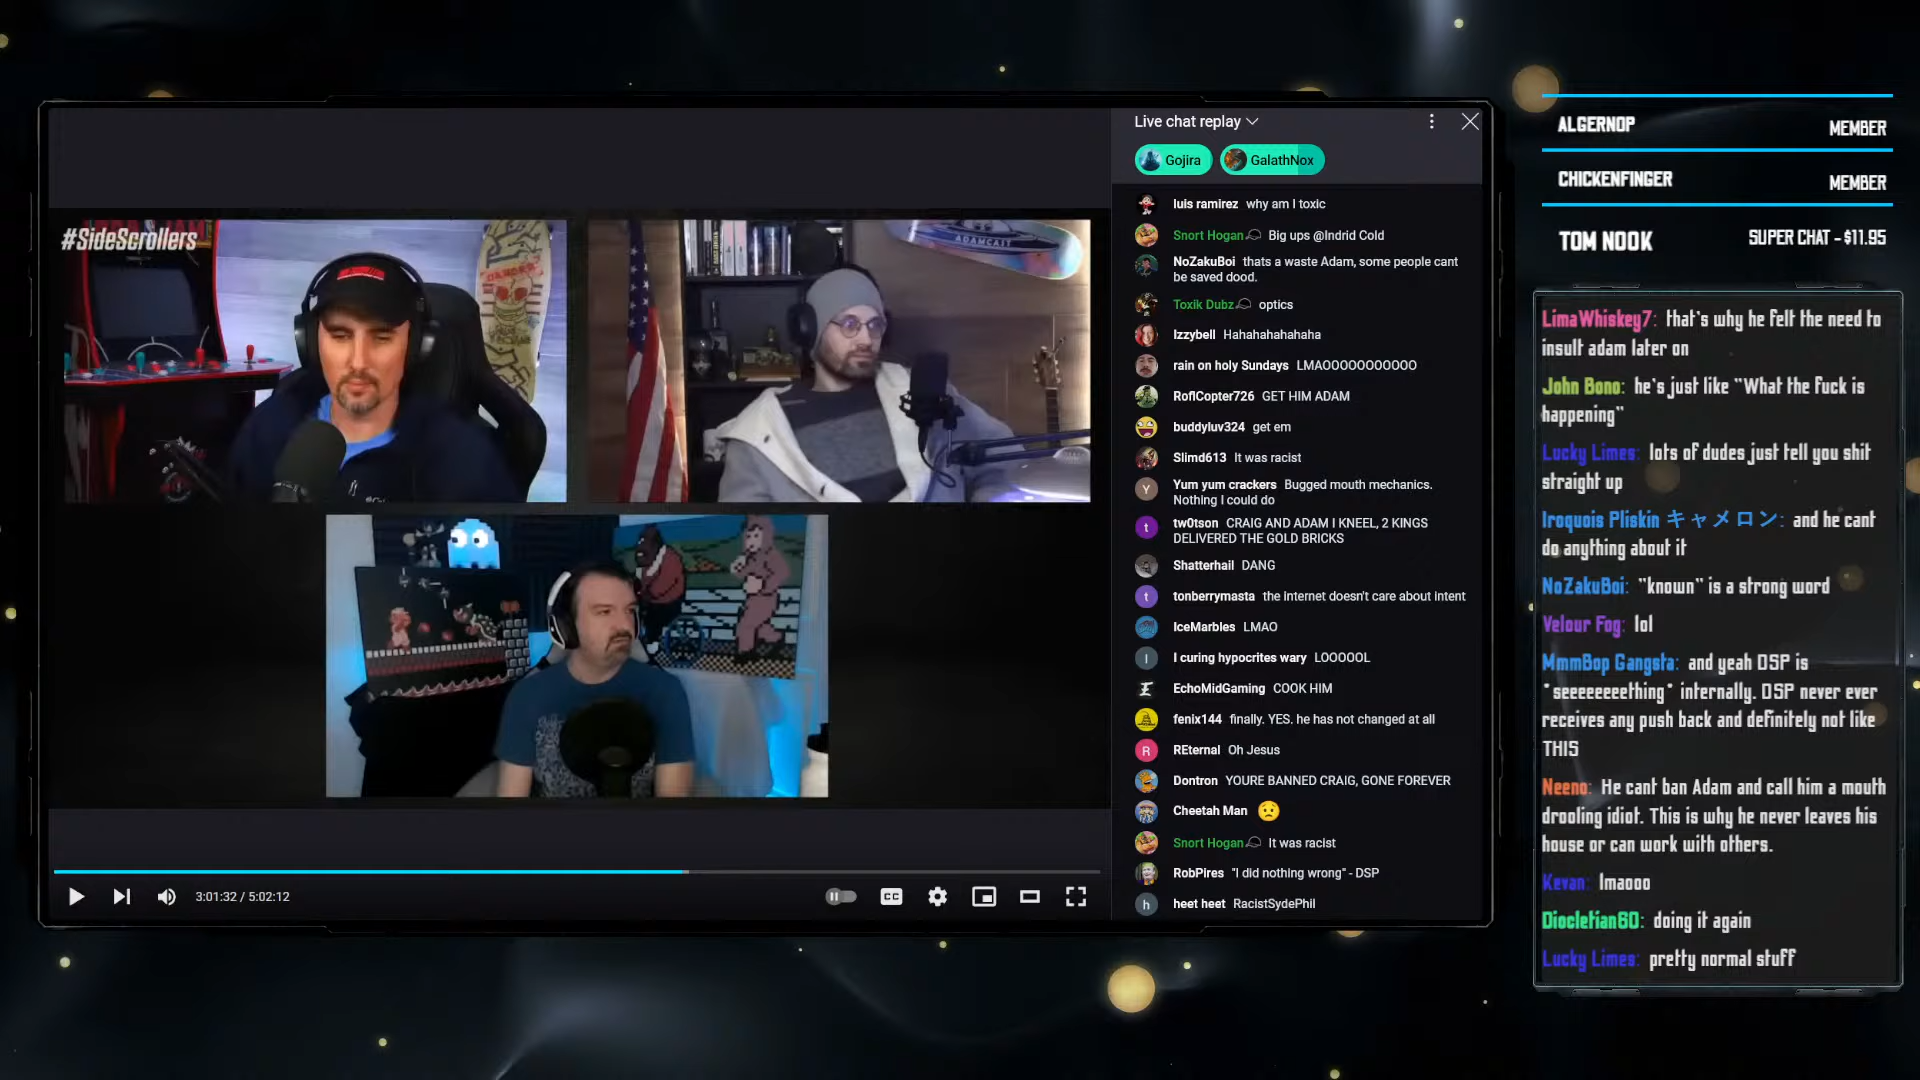 #SideScrollers
ADAMCAST
3:01:32 / 5:02:12
CC
Live chat replay
Gojira
GalathNox
luis ramirez why am I toxic
Snort Hogan Big ups @Indrid Cold
NoZakuBoi thats a waste Adam, some people cant
be saved dood.
Toxik Dubz optics
Izzybell Hahahahahahaha
rain on holy Sundays LMAOOOOOOOOOOO
RoflCopter726 GET HIM ADAM
buddyluv324 get em
Slimd613 It was racist
Y
Yum yum crackers Bugged mouth mechanics.
Nothing I could do
t
tw0tson CRAIG AND ADAM I KNEEL, 2 KINGS
DELIVERED THE GOLD BRICKS
Shatterhail DANG
t
tonberrymasta the internet doesn't care about intent
IceMarbles LMAO
I
I curing hypocrites wary LOOOOOL
EchoMidGaming COOK HIM
fenix144 finally. YES. he has not changed at all
R
REternal Oh Jesus
Dontron YOURE BANNED CRAIG, GONE FOREVER
Cheetah Man 😟
Snort Hogan It was racist
RobPires "I did nothing wrong" - DSP
h
heet heet RacistSydePhil
ALGERNOP MEMBER
CHICKENFINGER MEMBER
TOM NOOK SUPER CHAT - $11.95
LimaWhiskey7: that's why he felt the need to
insult adam later on
John Bono: he's just like "What the fuck is
happening"
Lucky Limes: lots of dudes just tell you shit
straight up
Iroquois Pliskin キャメロン: and he cant
do anything about it
NoZakuBoi: "known" is a strong word
Velour Fog: lol
MmmBop Gangsta: and yeah DSP is
*seeeeeeeething* internally. DSP never ever
receives any push back and definitely not like
THIS
Neeno: He cant ban Adam and call him a mouth
drooling idiot. This is why he never leaves his
house or can work with others.
Kevan: lmaooo
Diocletian60: doing it again
Lucky Limes: pretty normal stuff